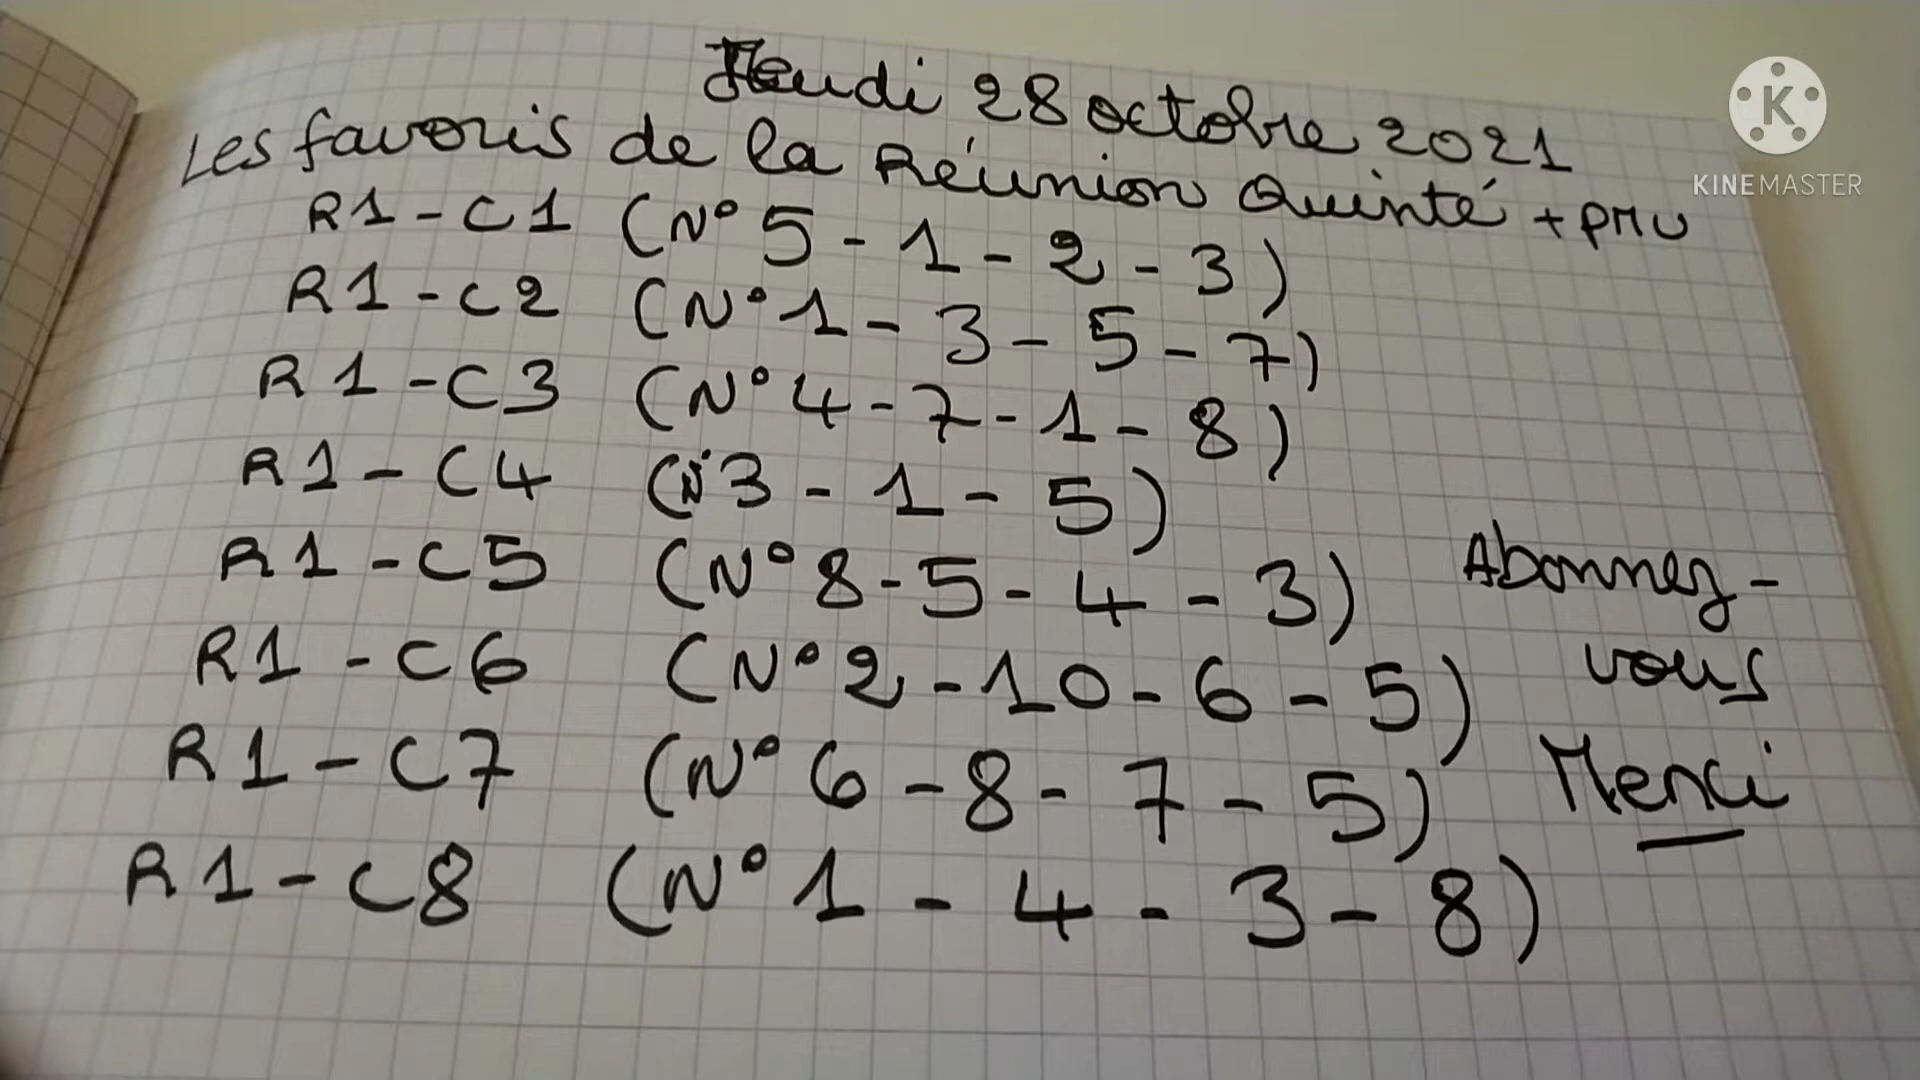 Jeudi 28 octobre 2021
Les favoris de la Réunion Quinté + PMU
R1 - C1 (N° 5 - 1 - 2 - 3)
R1 - C2 (N° 1 - 3 - 5 - 7)
R1 - C3 (N° 4 - 7 - 1 - 8)
R1 - C4 (N° 3 - 1 - 5)
R1 - C5 (N° 8 - 5 - 4 - 3)
R1 - C6 (N° 2 - 10 - 6 - 5)
R1 - C7 (N° 6 - 8 - 7 - 5)
R1 - C8 (N° 1 - 4 - 3 - 8)
Abonnez-
vous
Merci
K
KINEMASTER